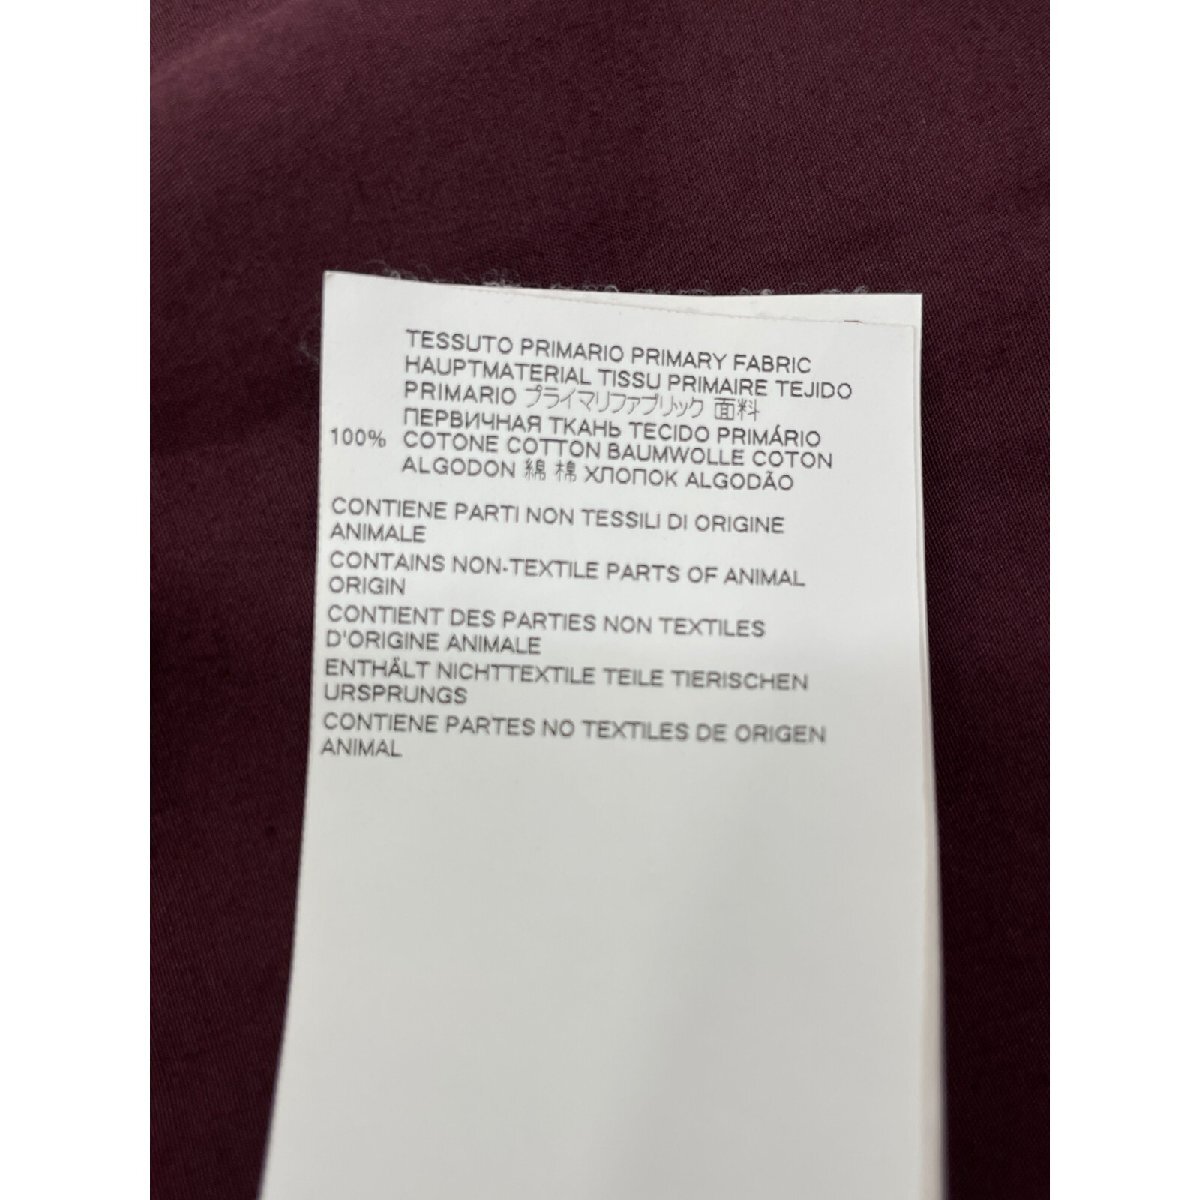 TESSUTO PRIMARIO PRIMARY FABRIC
HAUPTMATERIAL TISSU PRIMAIRE TEJIDO
PRIMARIO プライマリファブリック 面料
ПЕРВИЧНАЯ ТКАНЬ TECIDO PRIMÁRIO
100% COTONE COTTON BAUMWOLLE COTON
ALGODON 綿 棉 ХЛОПОК ALGODÃO
CONTIENE PARTI NON TESSILI DI ORIGINE
ANIMALE
CONTAINS NON-TEXTILE PARTS OF ANIMAL
ORIGIN
CONTIENT DES PARTIES NON TEXTILES
D'ORIGINE ANIMALE
ENTHÄLT NICHTTEXTILE TEILE TIERISCHEN
URSPRUNGS
CONTIENE PARTES NO TEXTILES DE ORIGEN
ANIMAL